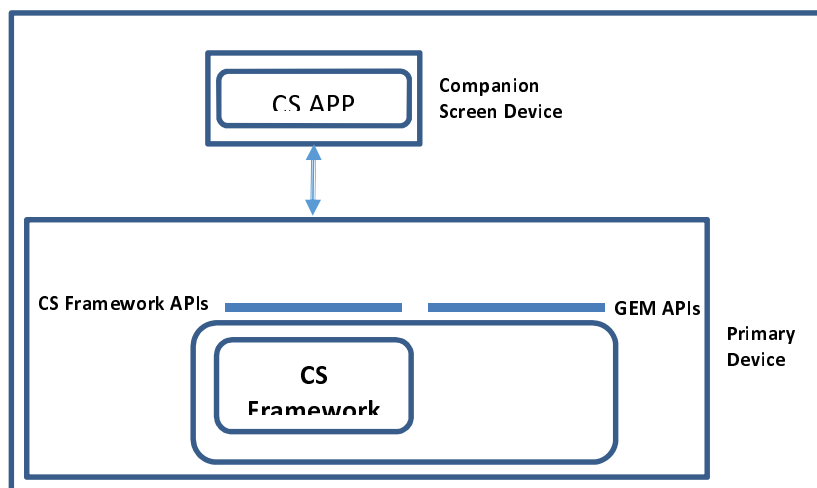 CS APP
Companion
Screen Device
CS Framework APIs
GEM APIs
CS
Framework
Primary
Device